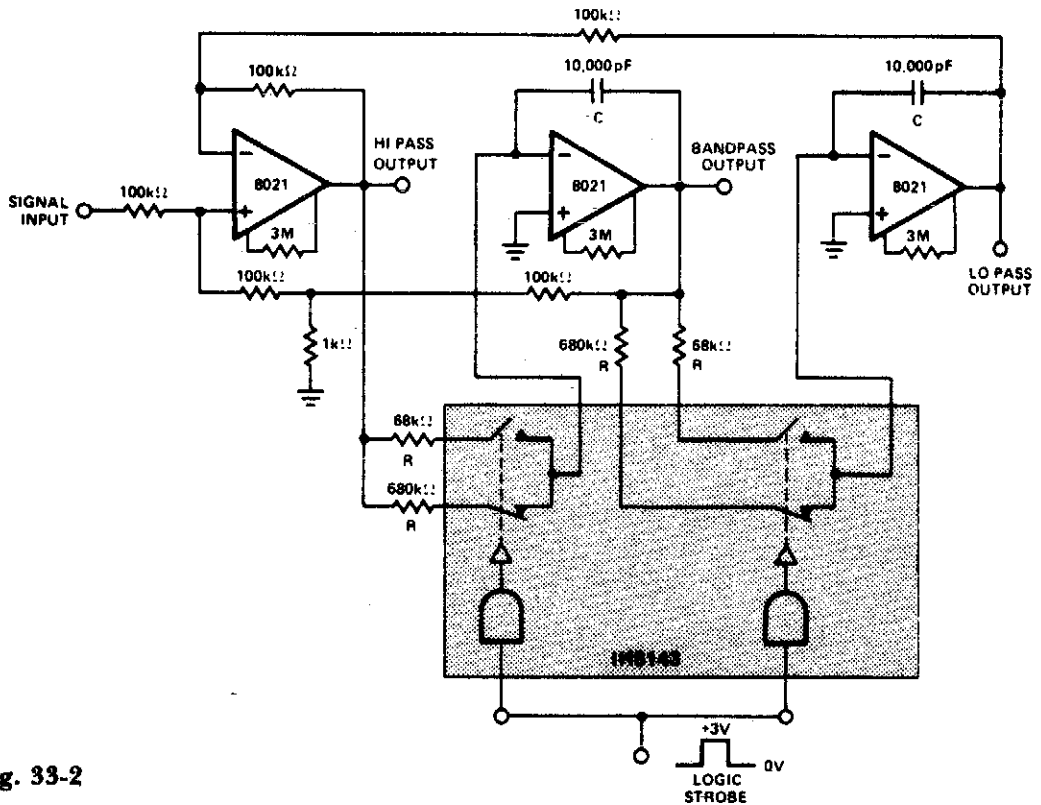 100kΩ
100kΩ
10,000pF
C
10,000pF
C
HI PASS
OUTPUT
BANDPASS
OUTPUT
-
8021
+
-
8021
+
-
8021
+
SIGNAL
INPUT
100kΩ
3M
3M
3M
LO PASS
OUTPUT
100kΩ
100kΩ
1kΩ
680kΩ
R
68kΩ
R
68kΩ
R
680kΩ
R
IH5143
+3V
0V
LOGIC
STROBE
g. 33-2